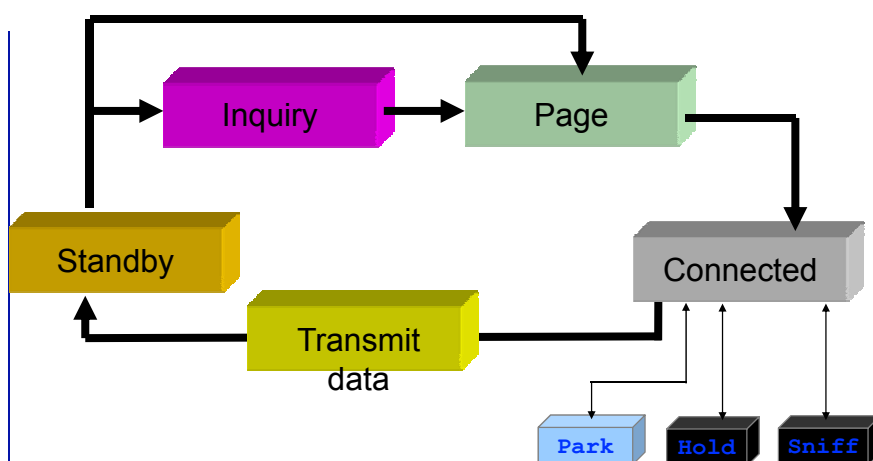 Inquiry
Page
Standby
Connected
Transmit
data
Park
Hold
Sniff